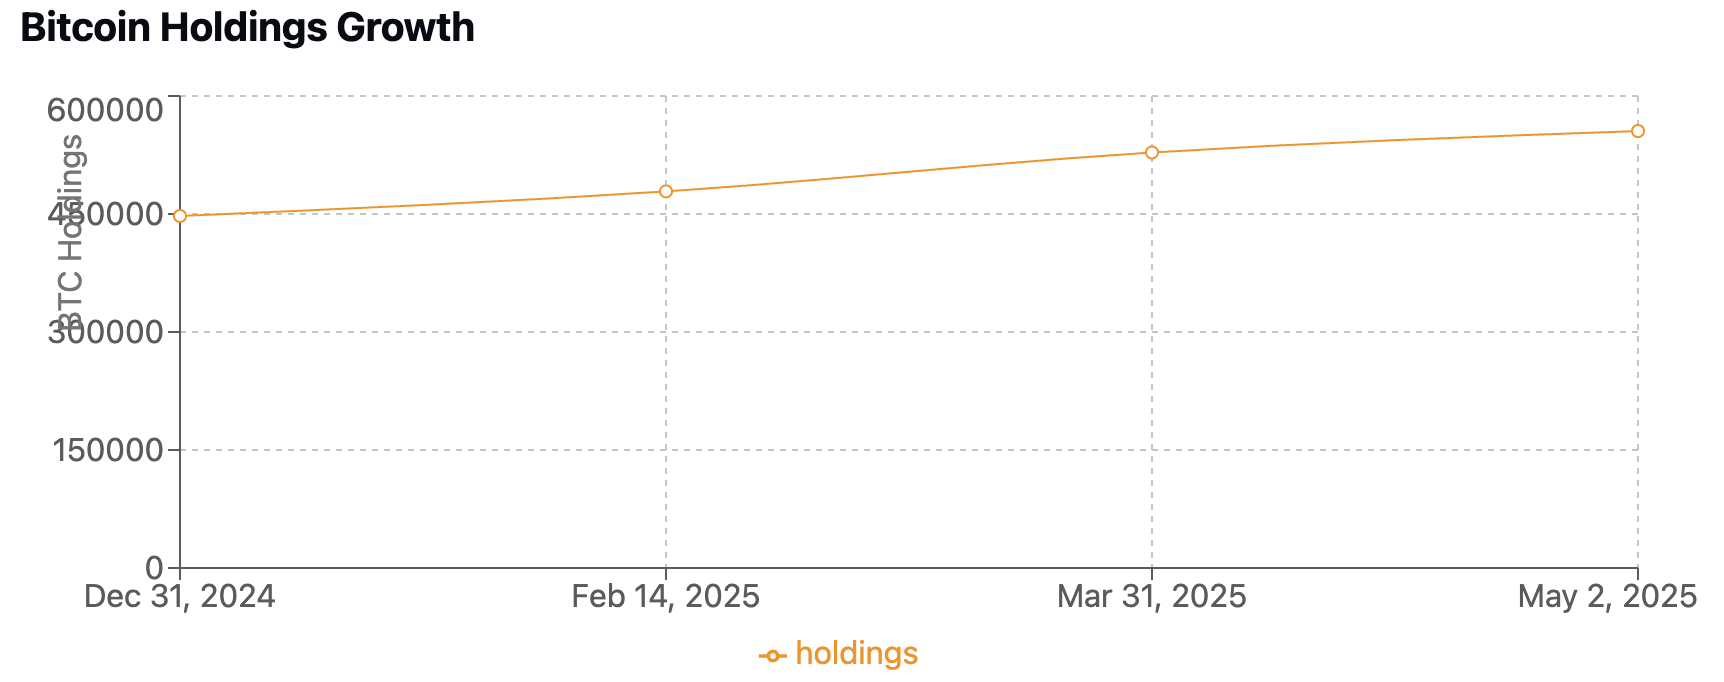 Bitcoin Holdings Growth
600000
450000
300000
150000
0
BTC Holdings
Dec 31, 2024
Feb 14, 2025
Mar 31, 2025
May 2, 2025
holdings